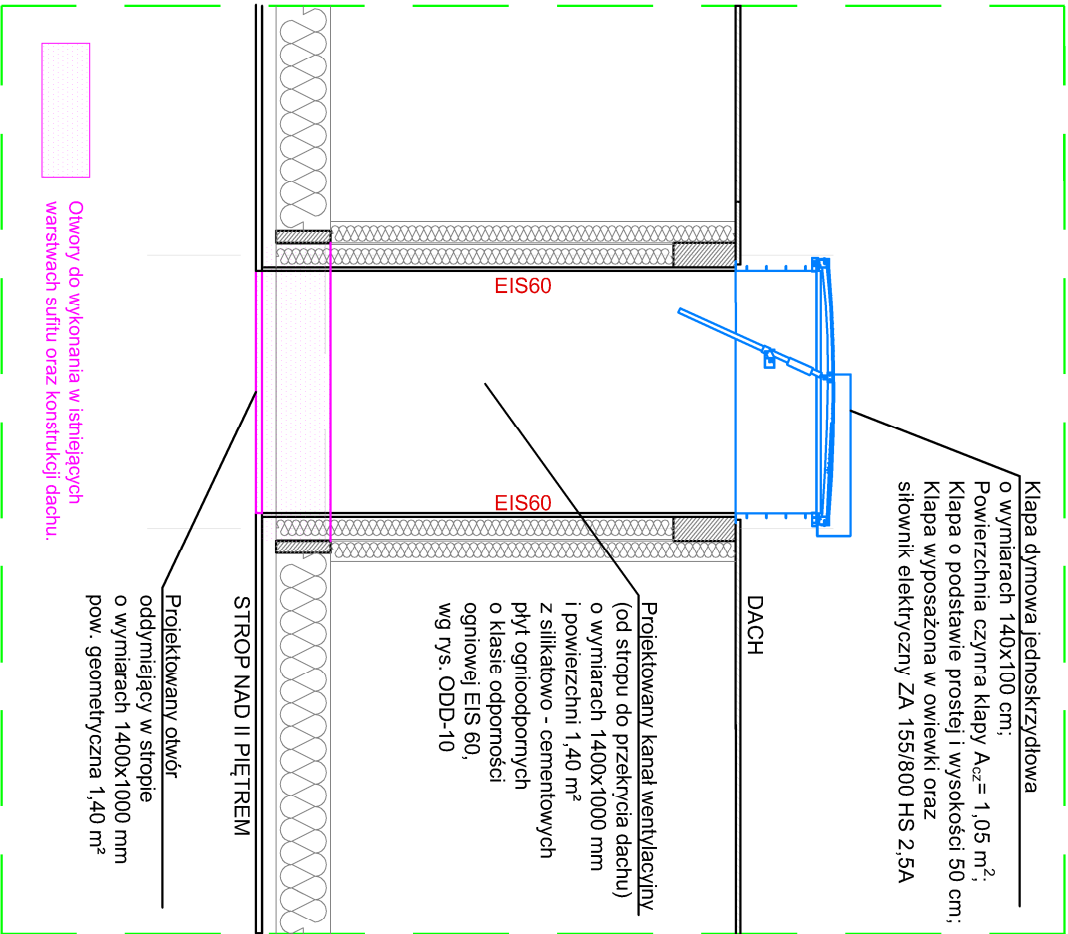 Klapa dymowa jednoskrzydłowa
o wymiarach 140x100 cm;
Powierzchnia czynna klapy Acz= 1,05 m²;
Klapa o podstawie prostej i wysokości 50 cm;
Klapa wyposażona w owiewki oraz
siłownik elektryczny ZA 155/800 HS 2,5A
DACH
Projektowany kanał wentylacyjny
(od stropu do przekrycia dachu)
o wymiarach 1400x1000 mm
i powierzchni 1,40 m²
z silikatowo - cementowych
płyt ognioodpornych
o klasie odporności
ogniowej EIS 60,
wg rys. ODD-10
EIS60
EIS60
STROP NAD II PIĘTREM
Projektowany otwór
oddymiający w stropie
o wymiarach 1400x1000 mm
pow. geometryczna 1,40 m²
Otwory do wykonania w istniejących
warstwach sufitu oraz konstrukcji dachu.